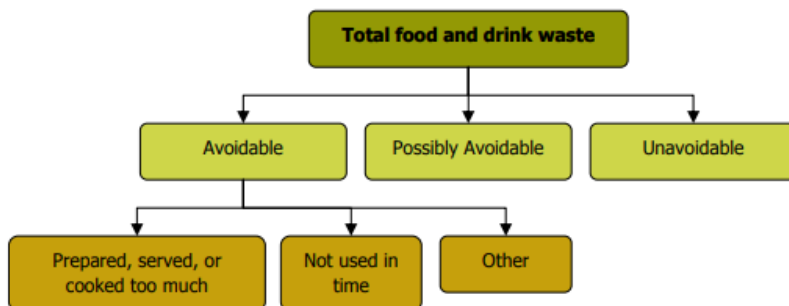 Total food and drink waste
Avoidable
Possibly Avoidable
Unavoidable
Prepared, served, or
cooked too much
Not used in
time
Other